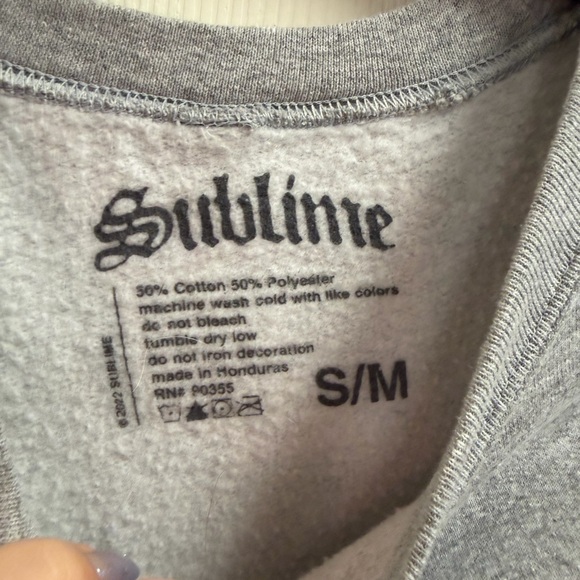 Sublime
50% Cotton 50% Polyester
machine wash cold with like colors
do not bleach
tumble dry low
do not iron decoration
made in Honduras
RN# 90355
S/M
© 2022 SUBLIME